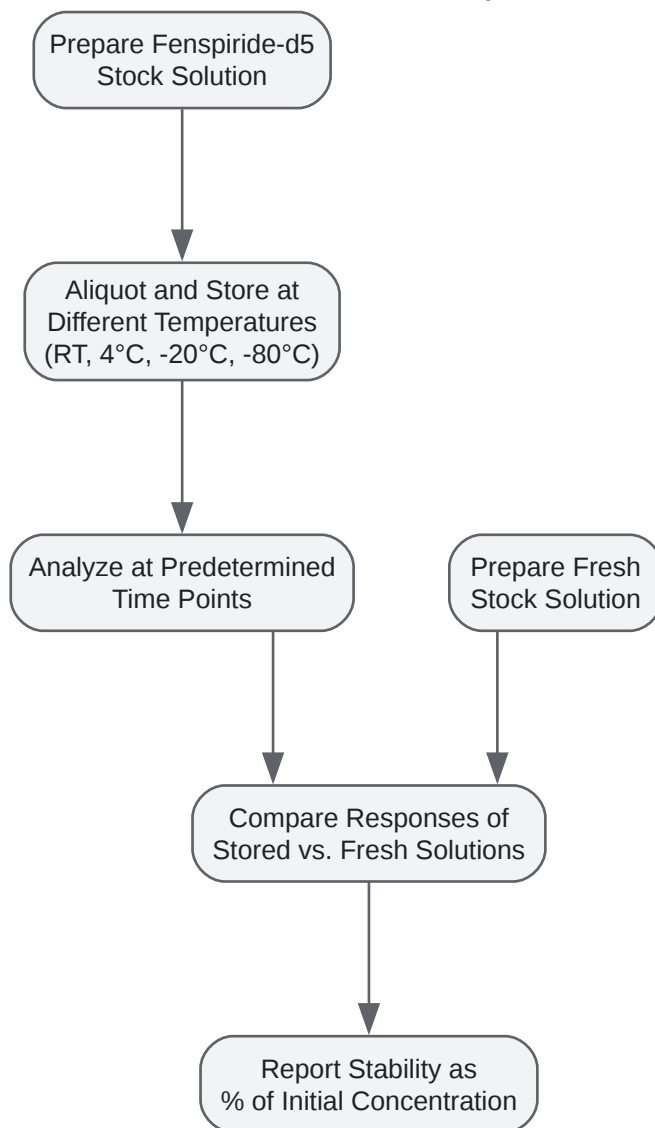 Prepare Fenspiride-d5
Stock Solution
Aliquot and Store at
Different Temperatures
(RT, 4°C, -20°C, -80°C)
Analyze at Predetermined
Time Points
Prepare Fresh
Stock Solution
Compare Responses of
Stored vs. Fresh Solutions
Report Stability as
% of Initial Concentration